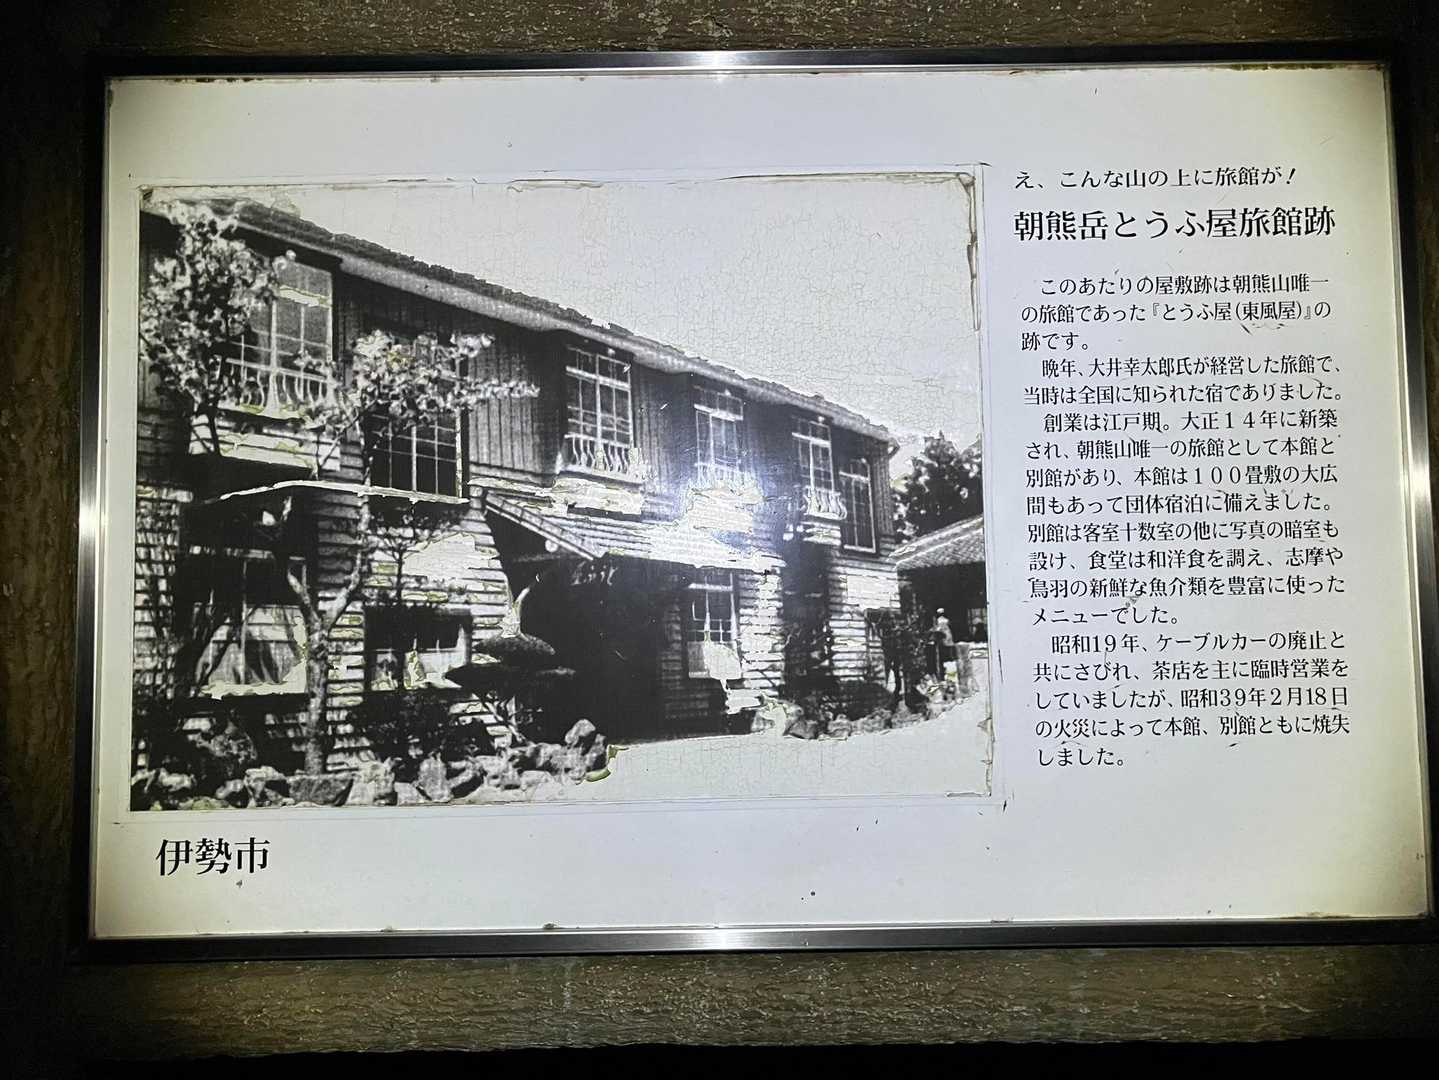 え、こんな山の上に旅館が!
朝熊岳とうふ屋旅館跡
このあたりの屋敷跡は朝熊山唯一
の旅館であった『とうふ屋(東風屋)』の
跡です。
晩年、大井幸太郎氏が経営した旅館で、
当時は全国に知られた宿でありました。
創業は江戸期。大正14年に新築
され、朝熊山唯一の旅館として本館と
別館があり、本館は100畳敷の大広
間もあって団体宿泊に備えました。
別館は客室十数室の他に写真の暗室も
設け、食堂は和洋食を調え、志摩や
鳥羽の新鮮な魚介類を豊富に使った
メニューでした。
昭和19年、ケーブルカーの廃止と
共にさびれ、茶店を主に臨時営業を
していましたが、昭和39年2月18日
の火災によって本館、別館ともに焼失
しました。
伊勢市